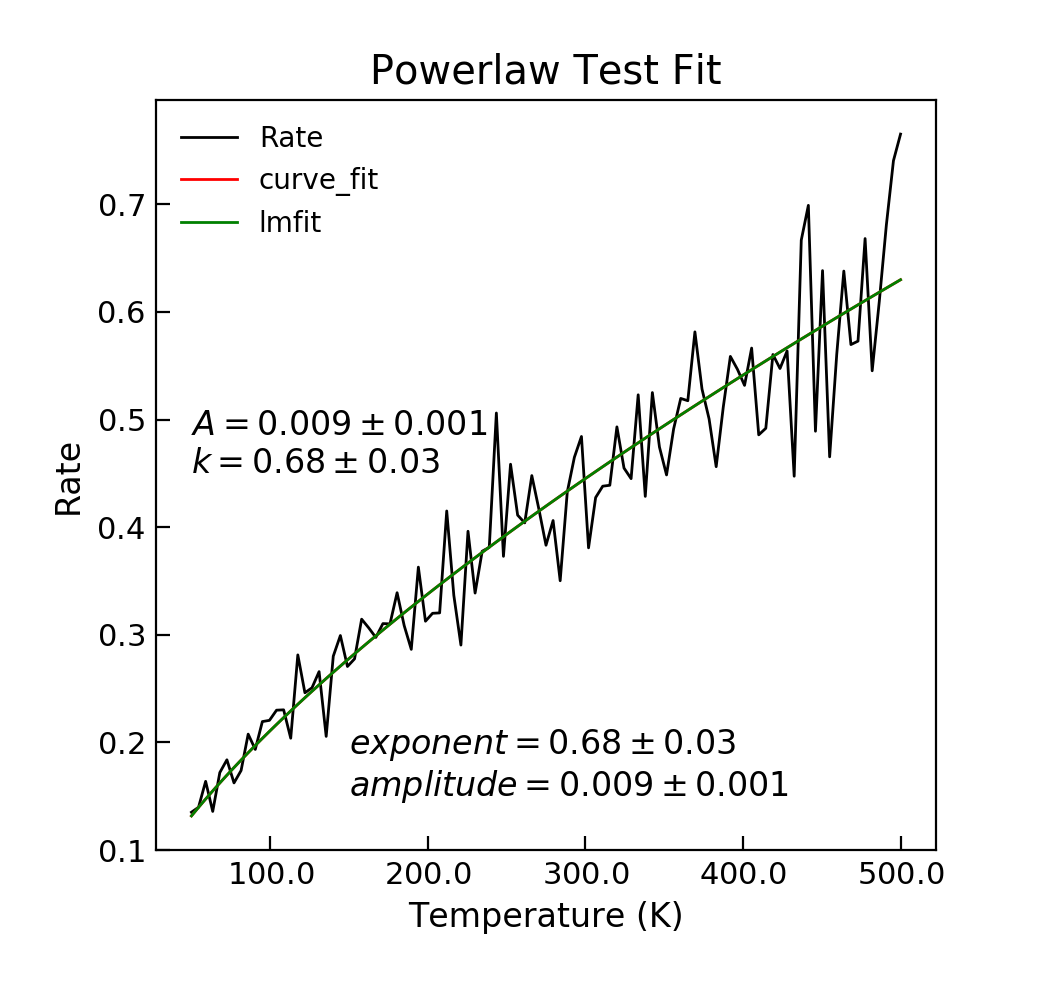 Powerlaw Test Fit
Rate
curve_fit
lmfit
0.7
0.6
0.5
0.4
0.3
0.2
0.1
Rate
A = 0.009 ± 0.001
k = 0.68 ± 0.03
exponent = 0.68 ± 0.03
amplitude = 0.009 ± 0.001
100.0 200.0 300.0 400.0 500.0
Temperature (K)